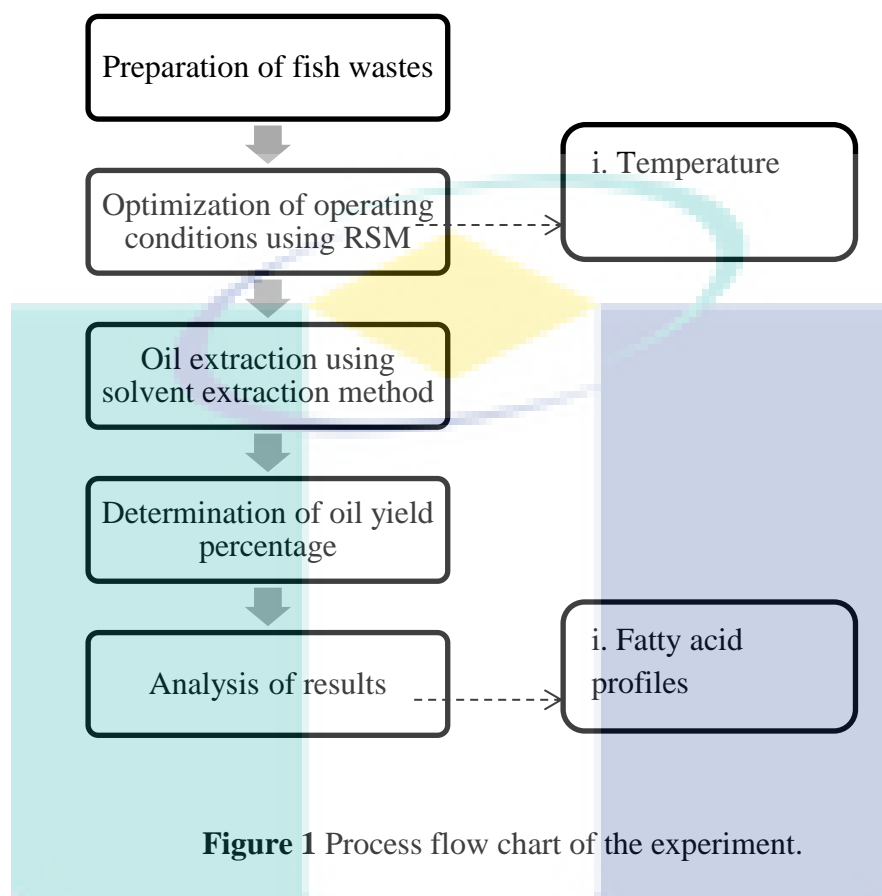 Preparation of fish wastes
Optimization of operating
conditions using RSM
i. Temperature
Oil extraction using
solvent extraction method
Determination of oil yield
percentage
Analysis of results
i. Fatty acid
profiles
Figure 1 Process flow chart of the experiment.